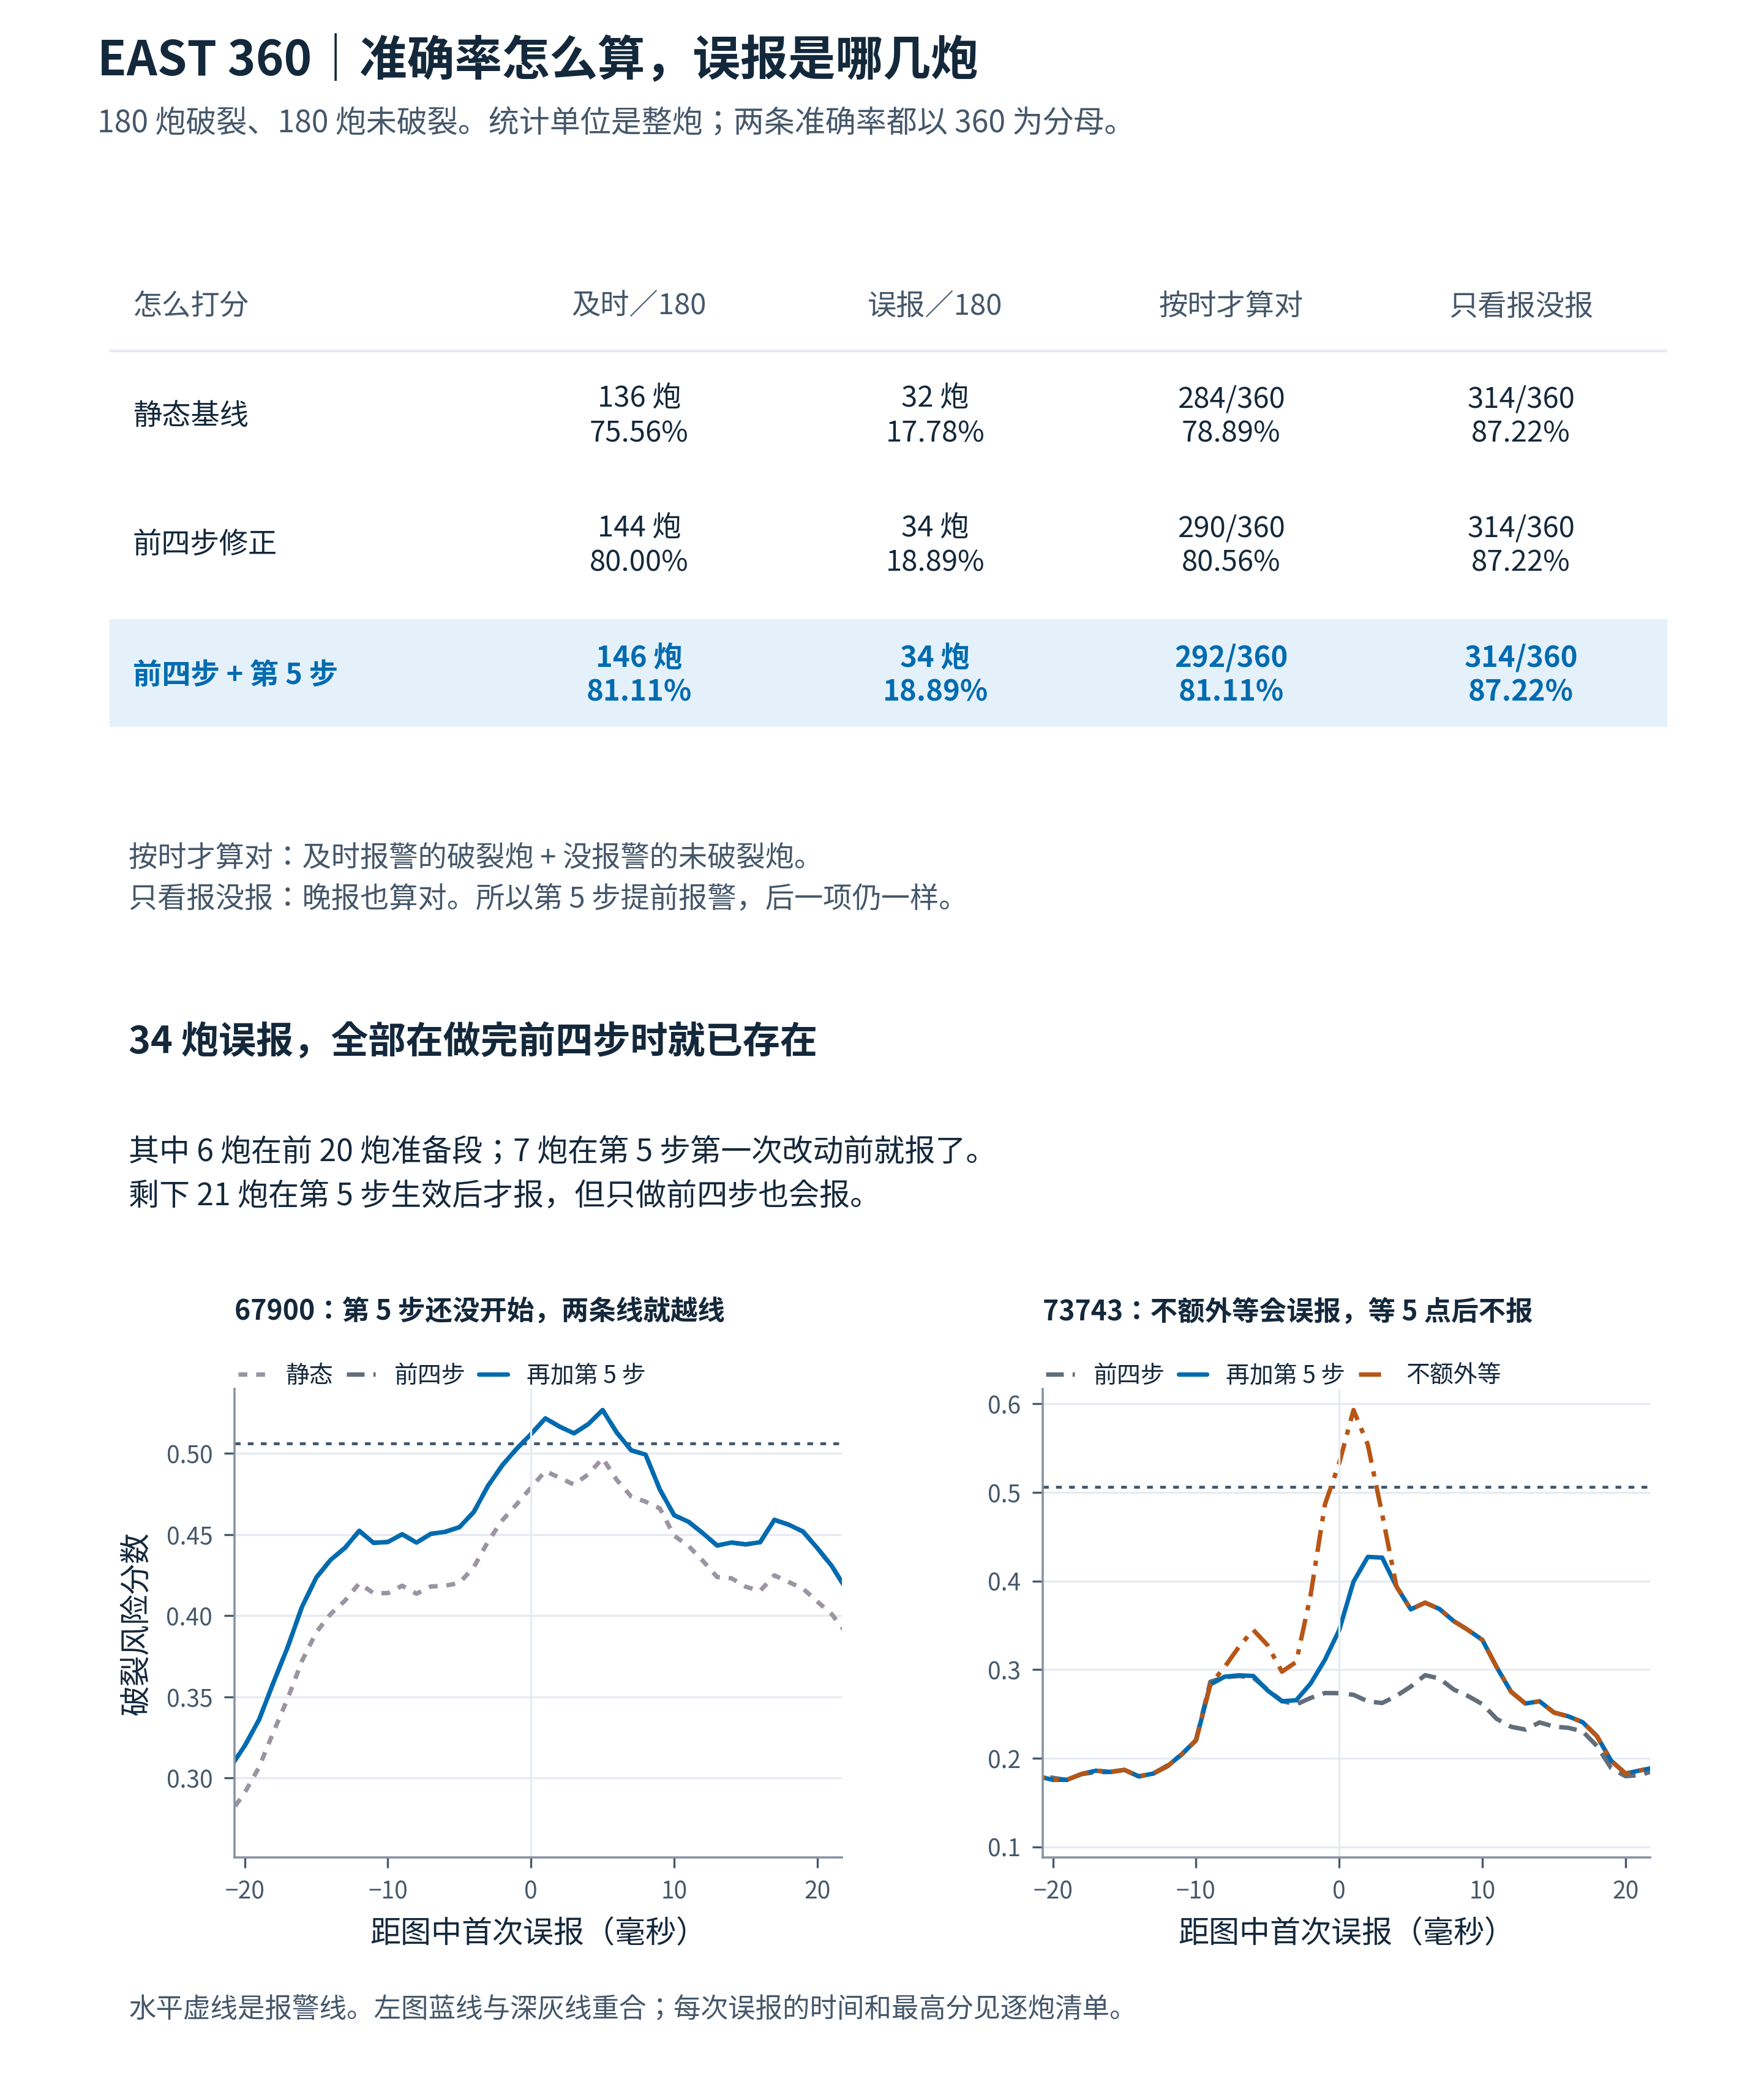 EAST 360｜准确率怎么算，误报是哪几炮
180 炮破裂、180 炮未破裂。统计单位是整炮；两条准确率都以 360 为分母。
怎么打分 及时／180 误报／180 按时才算对 只看报没报
静态基线 136 炮 32 炮 284/360 314/360
75.56% 17.78% 78.89% 87.22%
前四步修正 144 炮 34 炮 290/360 314/360
80.00% 18.89% 80.56% 87.22%
前四步 + 第 5 步 146 炮 34 炮 292/360 314/360
81.11% 18.89% 81.11% 87.22%
按时才算对：及时报警的破裂炮 + 没报警的未破裂炮。
只看报没报：晚报也算对。所以第 5 步提前报警，后一项仍一样。
34 炮误报，全部在做完前四步时就已存在
其中 6 炮在前 20 炮准备段；7 炮在第 5 步第一次改动前就报了。
剩下 21 炮在第 5 步生效后才报，但只做前四步也会报。
67900：第 5 步还没开始，两条线就越线
静态 前四步 再加第 5 步
破裂风险分数
0.50
0.45
0.40
0.35
0.30
−20 −10 0 10 20
距图中首次误报（毫秒）
73743：不额外等会误报，等 5 点后不报
前四步 再加第 5 步 不额外等
0.6
0.5
0.4
0.3
0.2
0.1
−20 −10 0 10 20
距图中首次误报（毫秒）
水平虚线是报警线。左图蓝线与深灰线重合；每次误报的时间和最高分见逐炮清单。